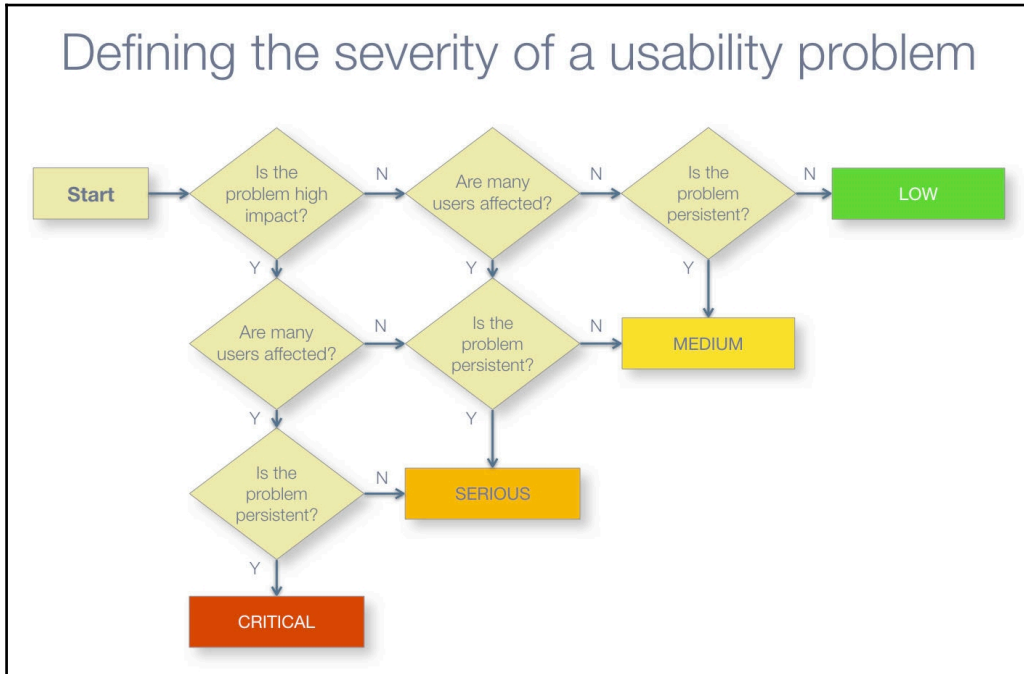 Defining the severity of a usability problem
Start
Is the
problem high
impact?
N
Are many
users affected?
N
Is the
problem
persistent?
N
LOW
Y
Y
Y
Are many
users affected?
N
Is the
problem
persistent?
N
MEDIUM
Y
Y
Is the
problem
persistent?
N
SERIOUS
Y
CRITICAL